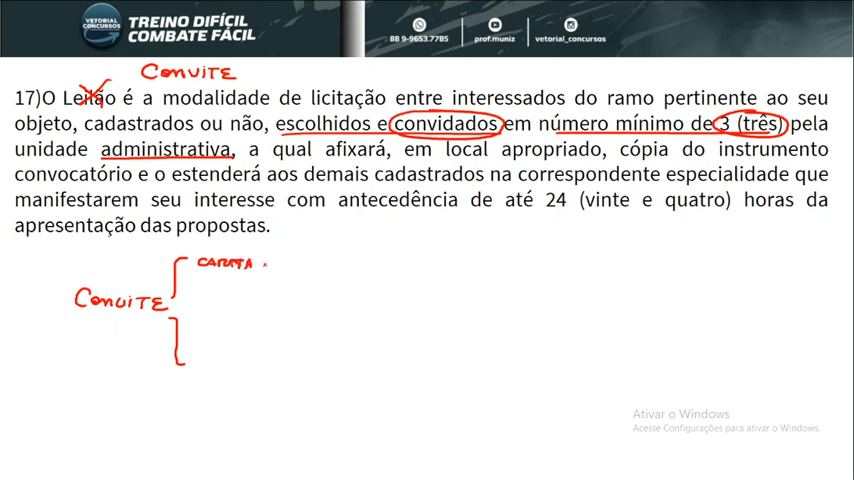 VETORIAL
CONCURSOS
TREINO DIFÍCIL
COMBATE FÁCIL
88 9-9653.7785
prof.muniz
vetorial_concursos
CONVITE
17)O Leilão é a modalidade de licitação entre interessados do ramo pertinente ao seu
objeto, cadastrados ou não, escolhidos e convidados em número mínimo de 3 (três) pela
unidade administrativa, a qual afixará, em local apropriado, cópia do instrumento
convocatório e o estenderá aos demais cadastrados na correspondente especialidade que
manifestarem seu interesse com antecedência de até 24 (vinte e quatro) horas da
apresentação das propostas.
CARTA
CONVITE
Ativar o Windows
Acesse Configurações para ativar o Windows.